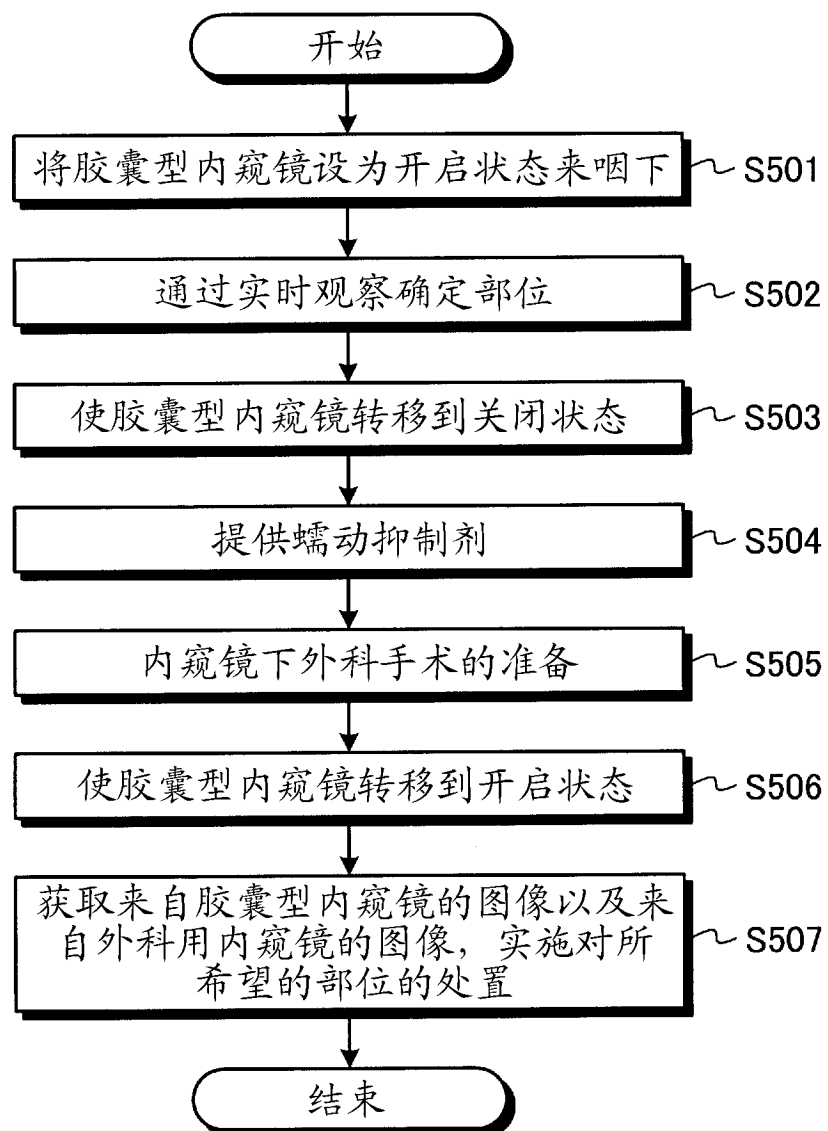 开始
将胶囊型内窥镜设为开启状态来咽下
S501
通过实时观察确定部位
S502
使胶囊型内窥镜转移到关闭状态
S503
提供蠕动抑制剂
S504
内窥镜下外科手术的准备
S505
使胶囊型内窥镜转移到开启状态
S506
获取来自胶囊型内窥镜的图像以及来
自外科用内窥镜的图像，实施对所
希望的部位的处置
S507
结束